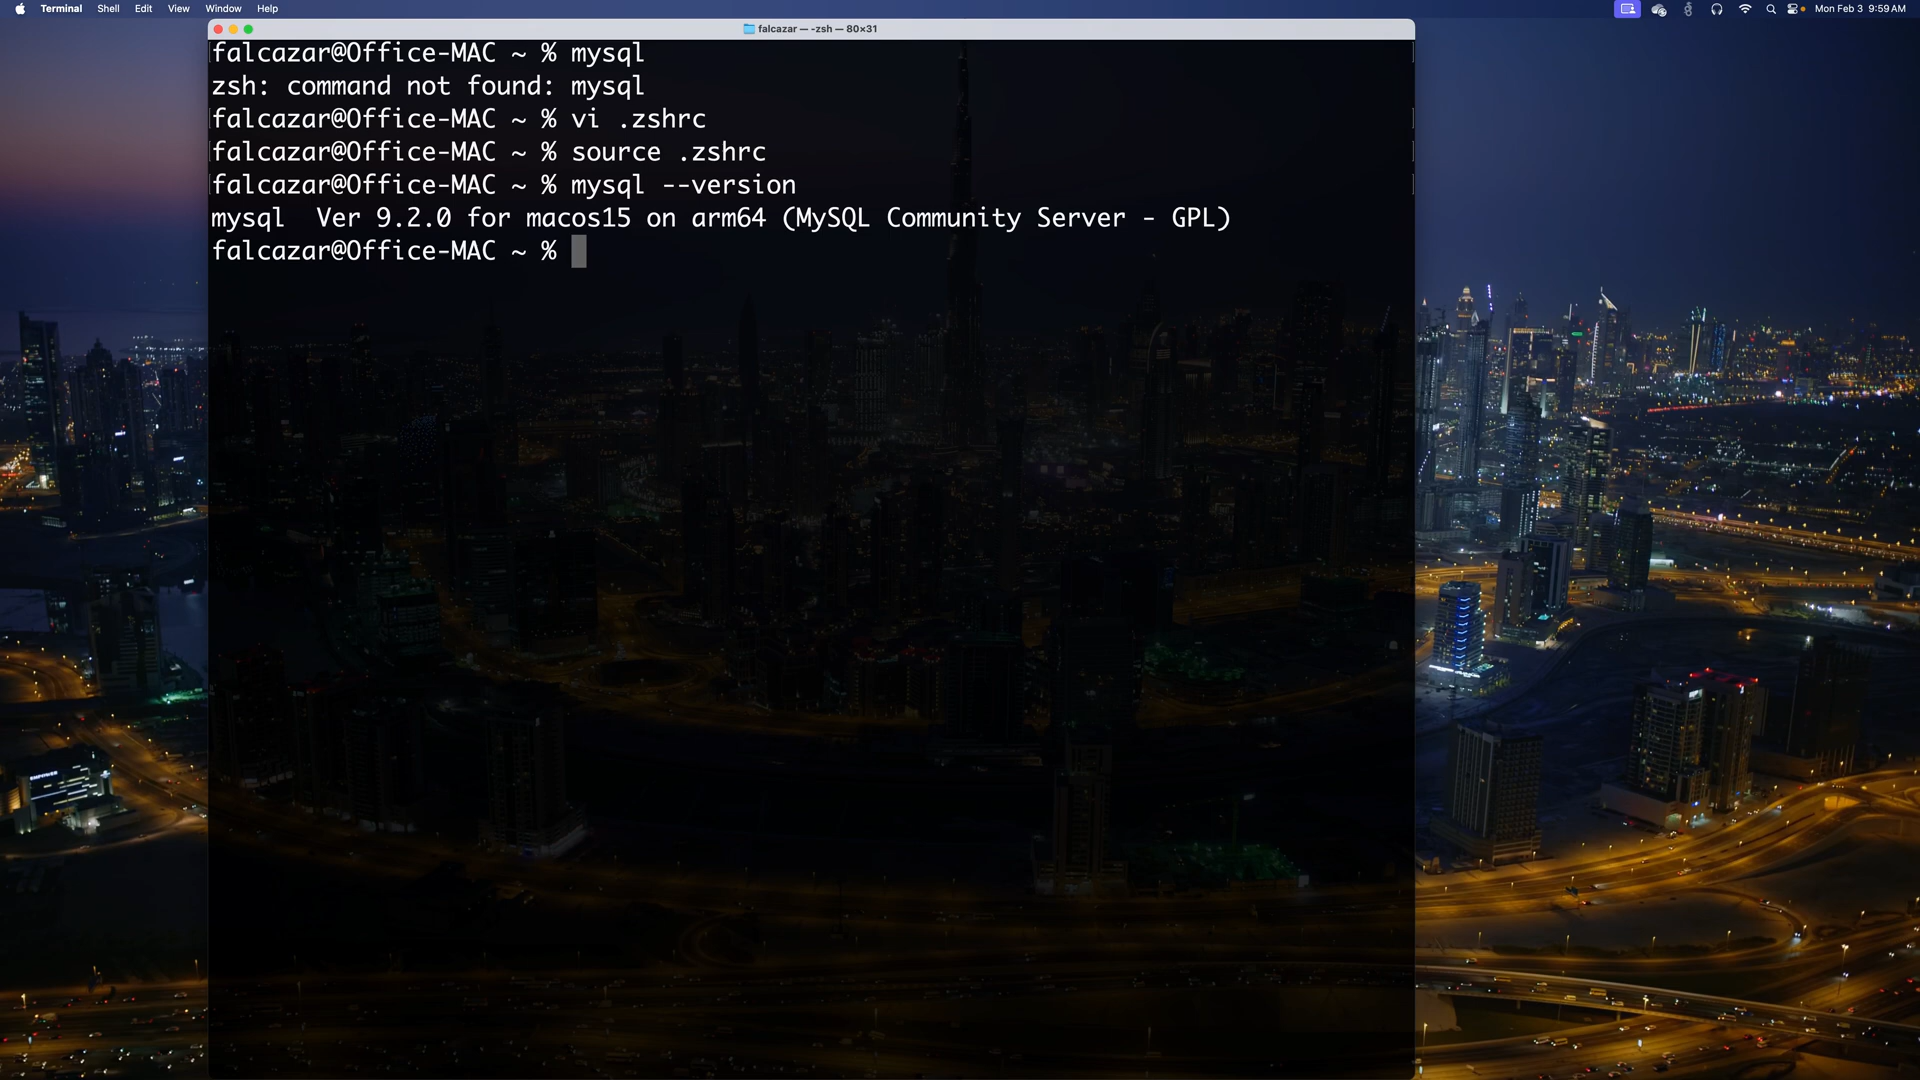 Terminal Shell Edit View Window Help
Mon Feb 3 9:59 AM
falcazar — -zsh — 80×31
falcazar@Office-MAC ~ % mysql
zsh: command not found: mysql
falcazar@Office-MAC ~ % vi .zshrc
falcazar@Office-MAC ~ % source .zshrc
falcazar@Office-MAC ~ % mysql --version
mysql  Ver 9.2.0 for macos15 on arm64 (MySQL Community Server - GPL)
falcazar@Office-MAC ~ %
EMPOWER